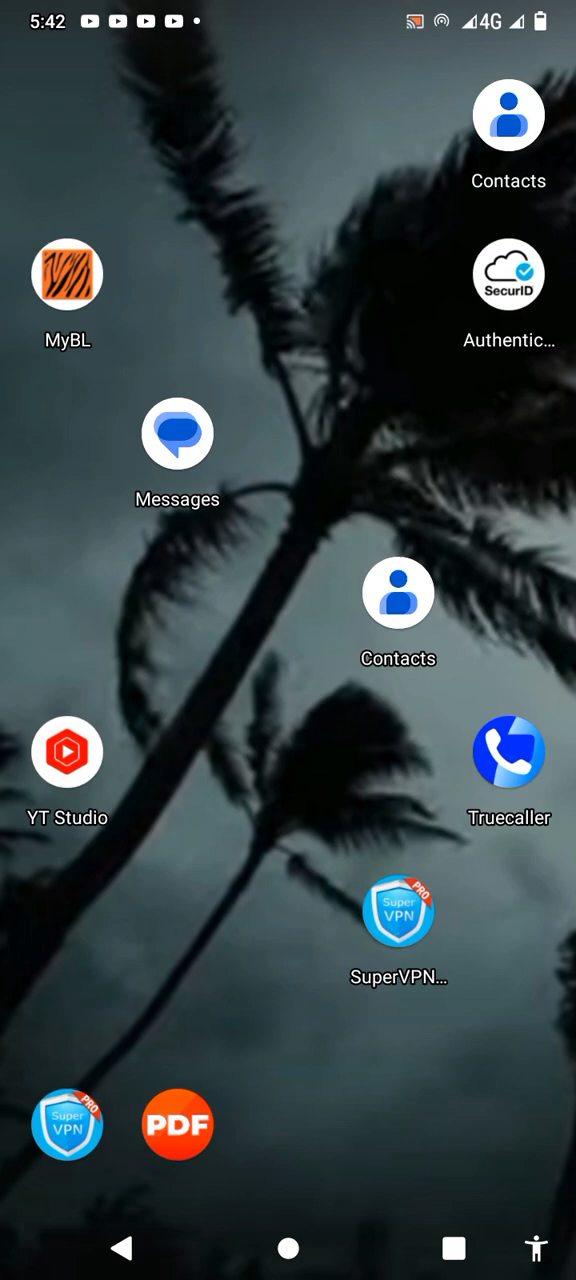 5:42
4G
Contacts
MyBL
SecurID
Authentic...
Messages
Contacts
YT Studio
Truecaller
PRO
Super
VPN
SuperVPN...
PRO
Super
VPN
PDF